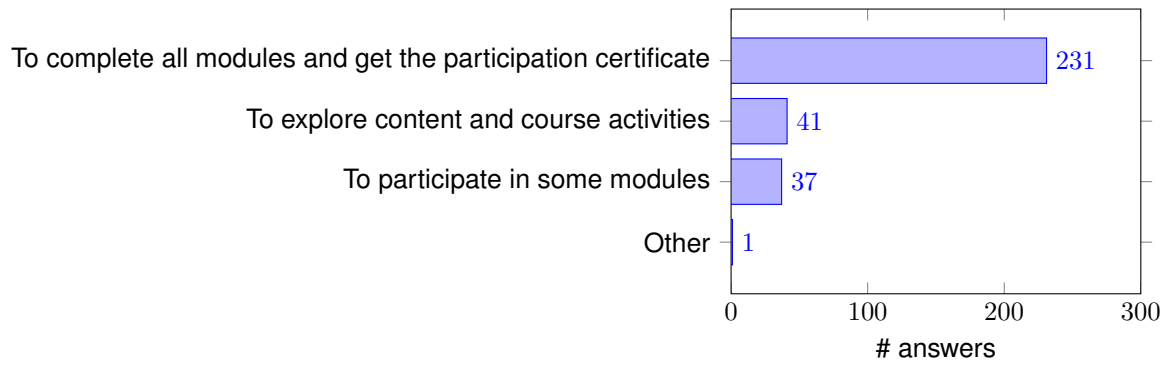 To complete all modules and get the participation certificate 231
To explore content and course activities 41
To participate in some modules 37
Other 1
0 100 200 300
# answers